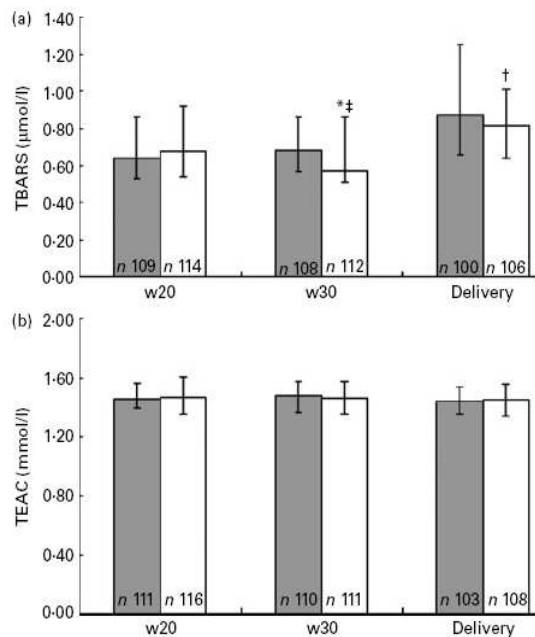 (a)
1·40
1·20
1·00
0·80
0·60
0·40
0·20
0·00
TBARS (μmol/l)
*‡
†
n 109 n 114 n 108 n 112 n 100 n 106
w20 w30 Delivery
(b)
2·00
1·60
1·20
0·80
0·40
0·00
TEAC (mmol/l)
n 111 n 116 n 110 n 111 n 103 n 108
w20 w30 Delivery